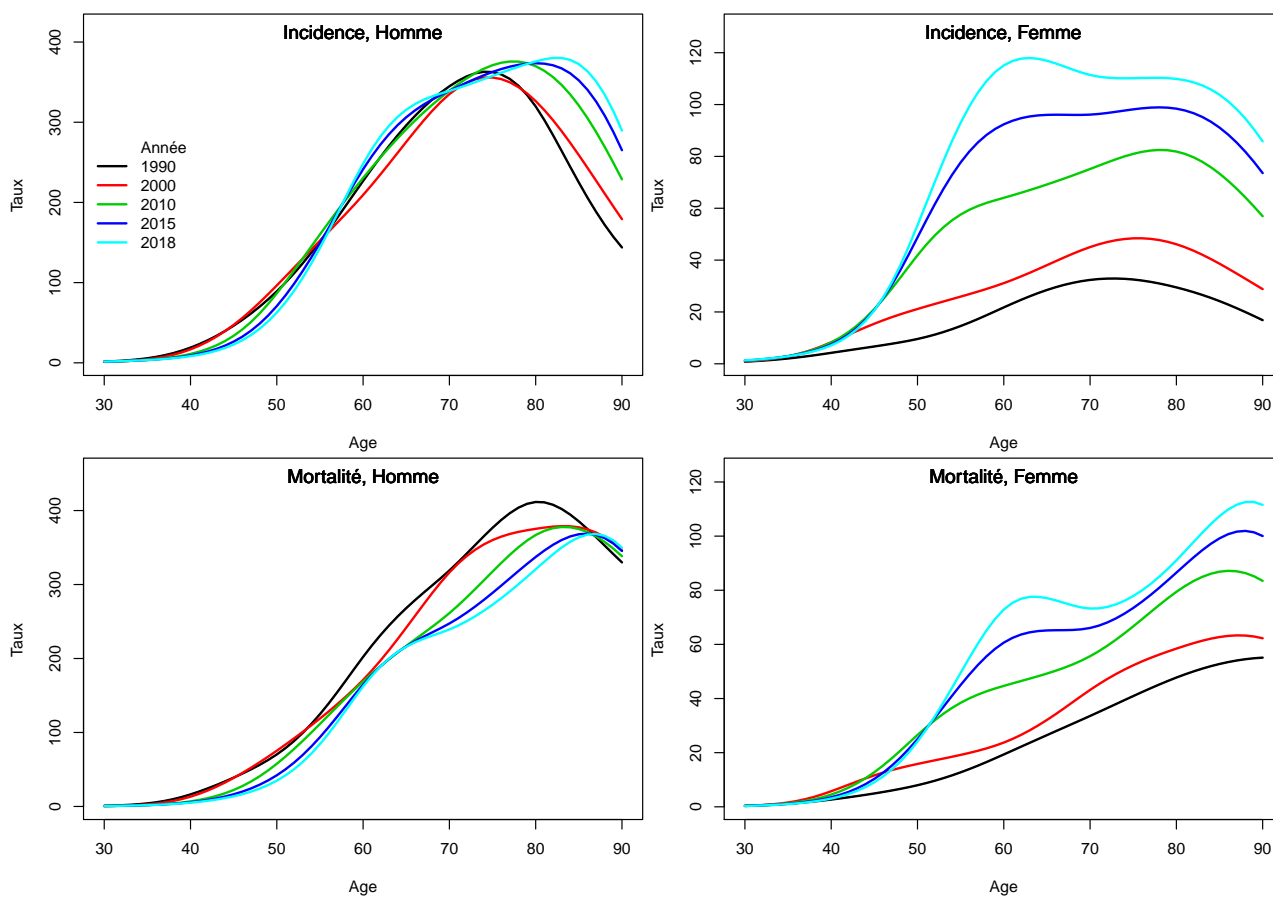 Incidence, Homme
Taux
0 100 200 300 400
Année
1990
2000
2010
2015
2018
30 40 50 60 70 80 90
Age
Incidence, Femme
Taux
0 20 40 60 80 100 120
30 40 50 60 70 80 90
Age
Mortalité, Homme
Taux
0 100 200 300 400
30 40 50 60 70 80 90
Age
Mortalité, Femme
Taux
0 20 40 60 80 100 120
30 40 50 60 70 80 90
Age